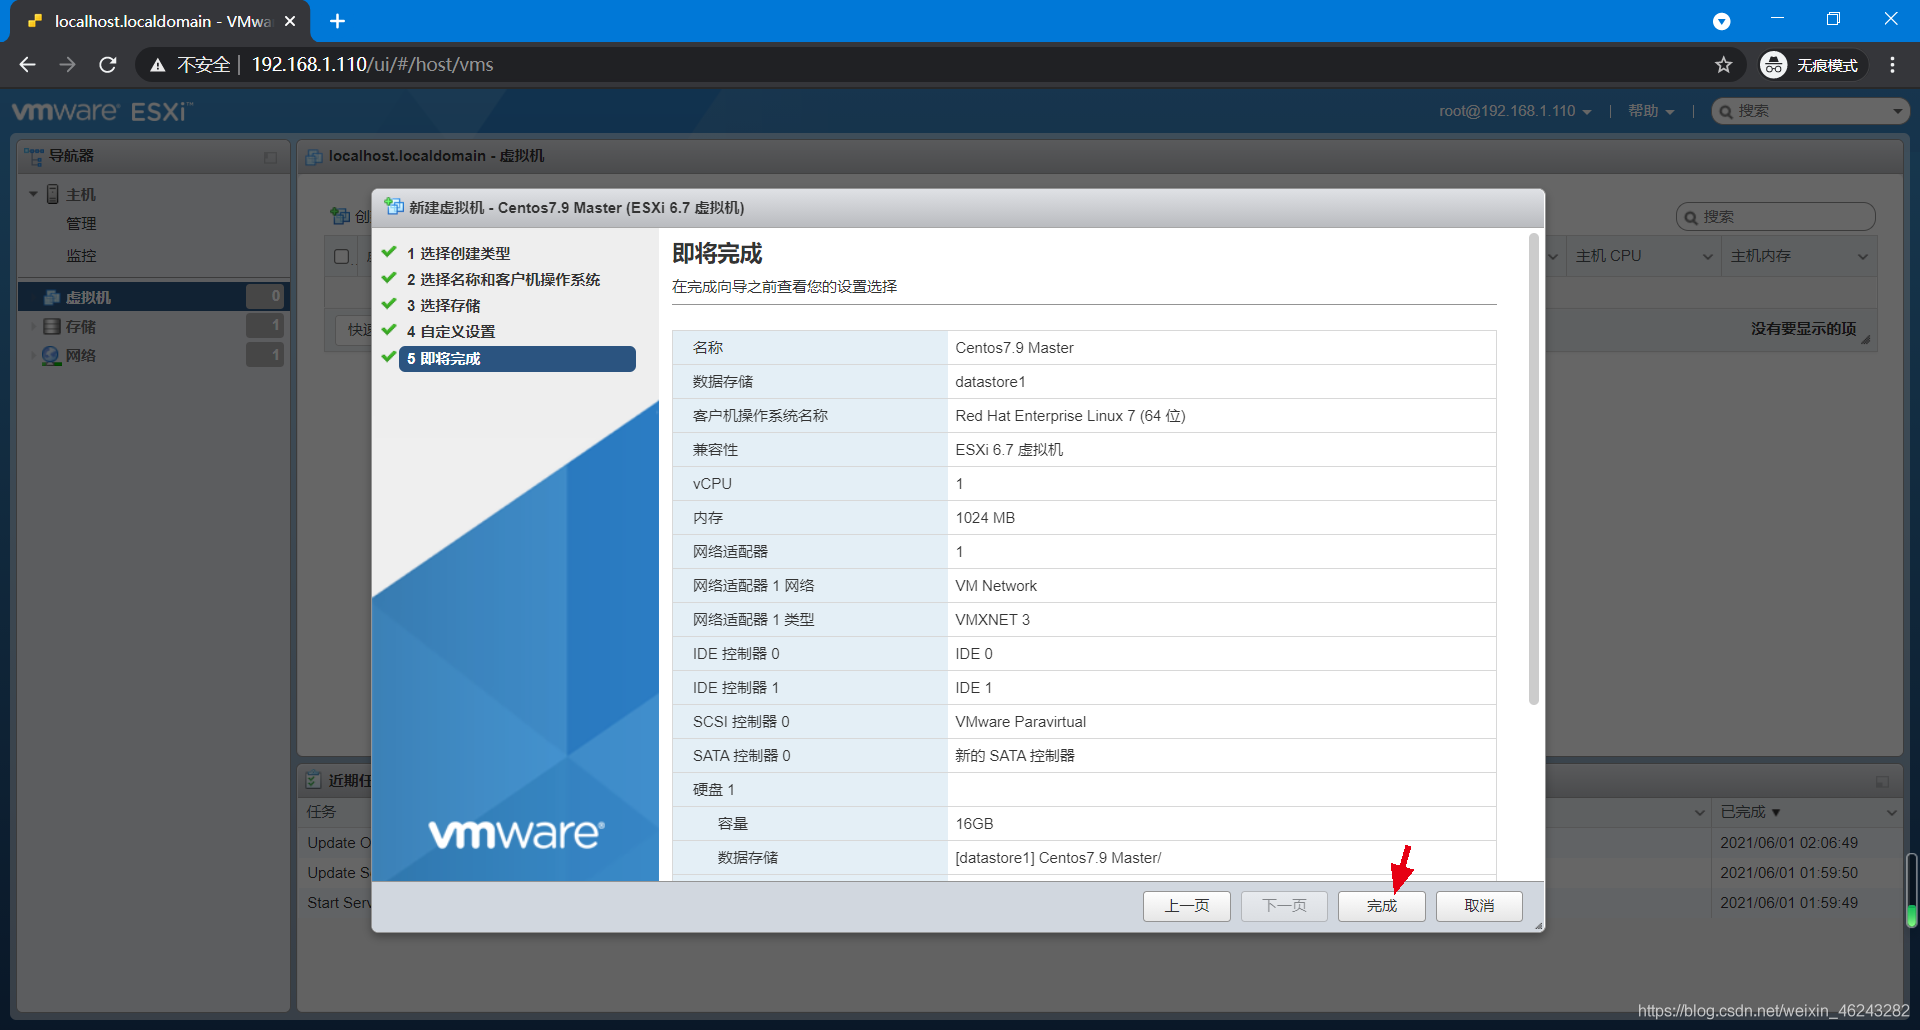 localhost.localdomain - VMwa
不安全 192.168.1.110/ui/#/host/vms
无痕模式
vmware ESXi™
root@192.168.1.110
帮助
搜索
导航器
主机
管理
监控
虚拟机 0
存储 1
网络 1
localhost.localdomain - 虚拟机
创
搜索
主机 CPU
主机内存
快速
没有要显示的项
新建虚拟机 - Centos7.9 Master (ESXi 6.7 虚拟机)
1 选择创建类型
2 选择名称和客户机操作系统
3 选择存储
4 自定义设置
5 即将完成
vmware®
即将完成
在完成向导之前查看您的设置选择
名称 Centos7.9 Master
数据存储 datastore1
客户机操作系统名称 Red Hat Enterprise Linux 7 (64 位)
兼容性 ESXi 6.7 虚拟机
vCPU 1
内存 1024 MB
网络适配器 1
网络适配器 1 网络 VM Network
网络适配器 1 类型 VMXNET 3
IDE 控制器 0 IDE 0
IDE 控制器 1 IDE 1
SCSI 控制器 0 VMware Paravirtual
SATA 控制器 0 新的 SATA 控制器
硬盘 1
容量 16GB
数据存储 [datastore1] Centos7.9 Master/
上一页
下一页
完成
取消
近期任
任务
已完成 ▼
Update O
2021/06/01 02:06:49
Update S
2021/06/01 01:59:50
Start Serv
2021/06/01 01:59:49
https://blog.csdn.net/weixin_46243282